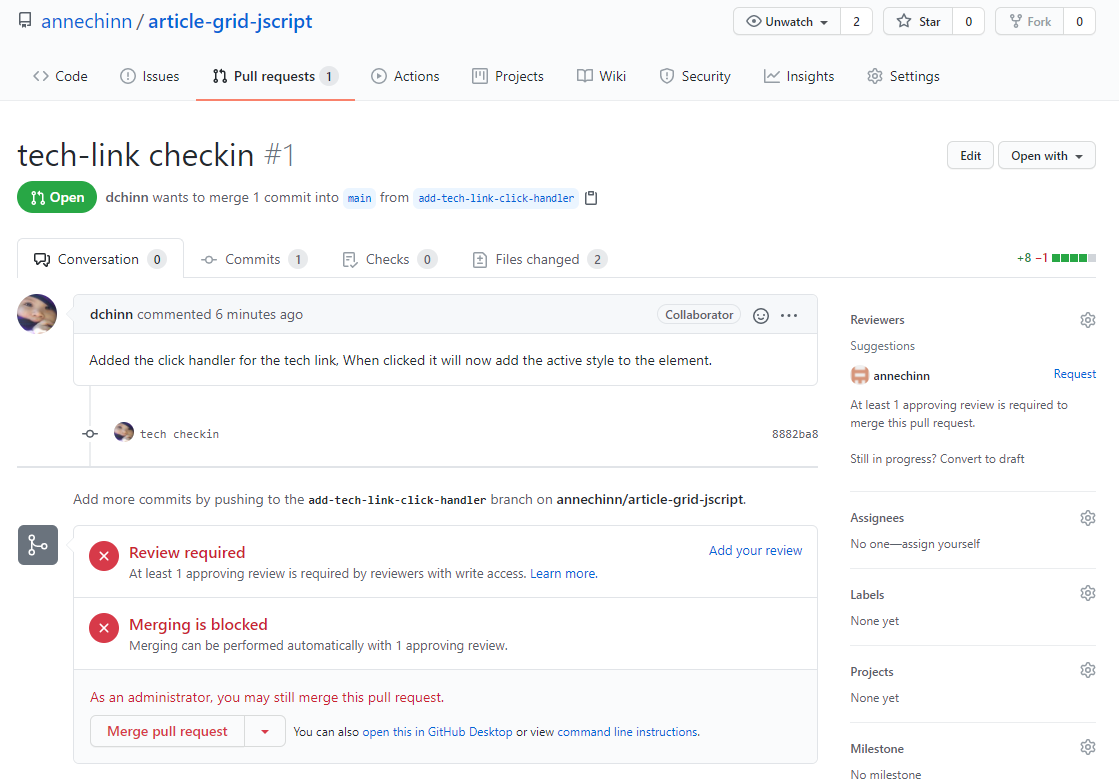 annechinn / article-grid-jscript
Unwatch 2 Star 0 Fork 0
Code Issues Pull requests 1 Actions Projects Wiki Security Insights Settings
tech-link checkin #1
Edit Open with
Open dchinn wants to merge 1 commit into main from add-tech-link-click-handler
Conversation 0 Commits 1 Checks 0 Files changed 2 +8 −1
dchinn commented 6 minutes ago Collaborator
Added the click handler for the tech link, When clicked it will now add the active style to the element.
tech checkin 8882ba8
Add more commits by pushing to the add-tech-link-click-handler branch on annechinn/article-grid-jscript.
Review required
Add your review
At least 1 approving review is required by reviewers with write access. Learn more.
Merging is blocked
Merging can be performed automatically with 1 approving review.
As an administrator, you may still merge this pull request.
Merge pull request You can also open this in GitHub Desktop or view command line instructions.
Reviewers
Suggestions
annechinn Request
At least 1 approving review is required to
merge this pull request.
Still in progress? Convert to draft
Assignees
No one—assign yourself
Labels
None yet
Projects
None yet
Milestone
No milestone